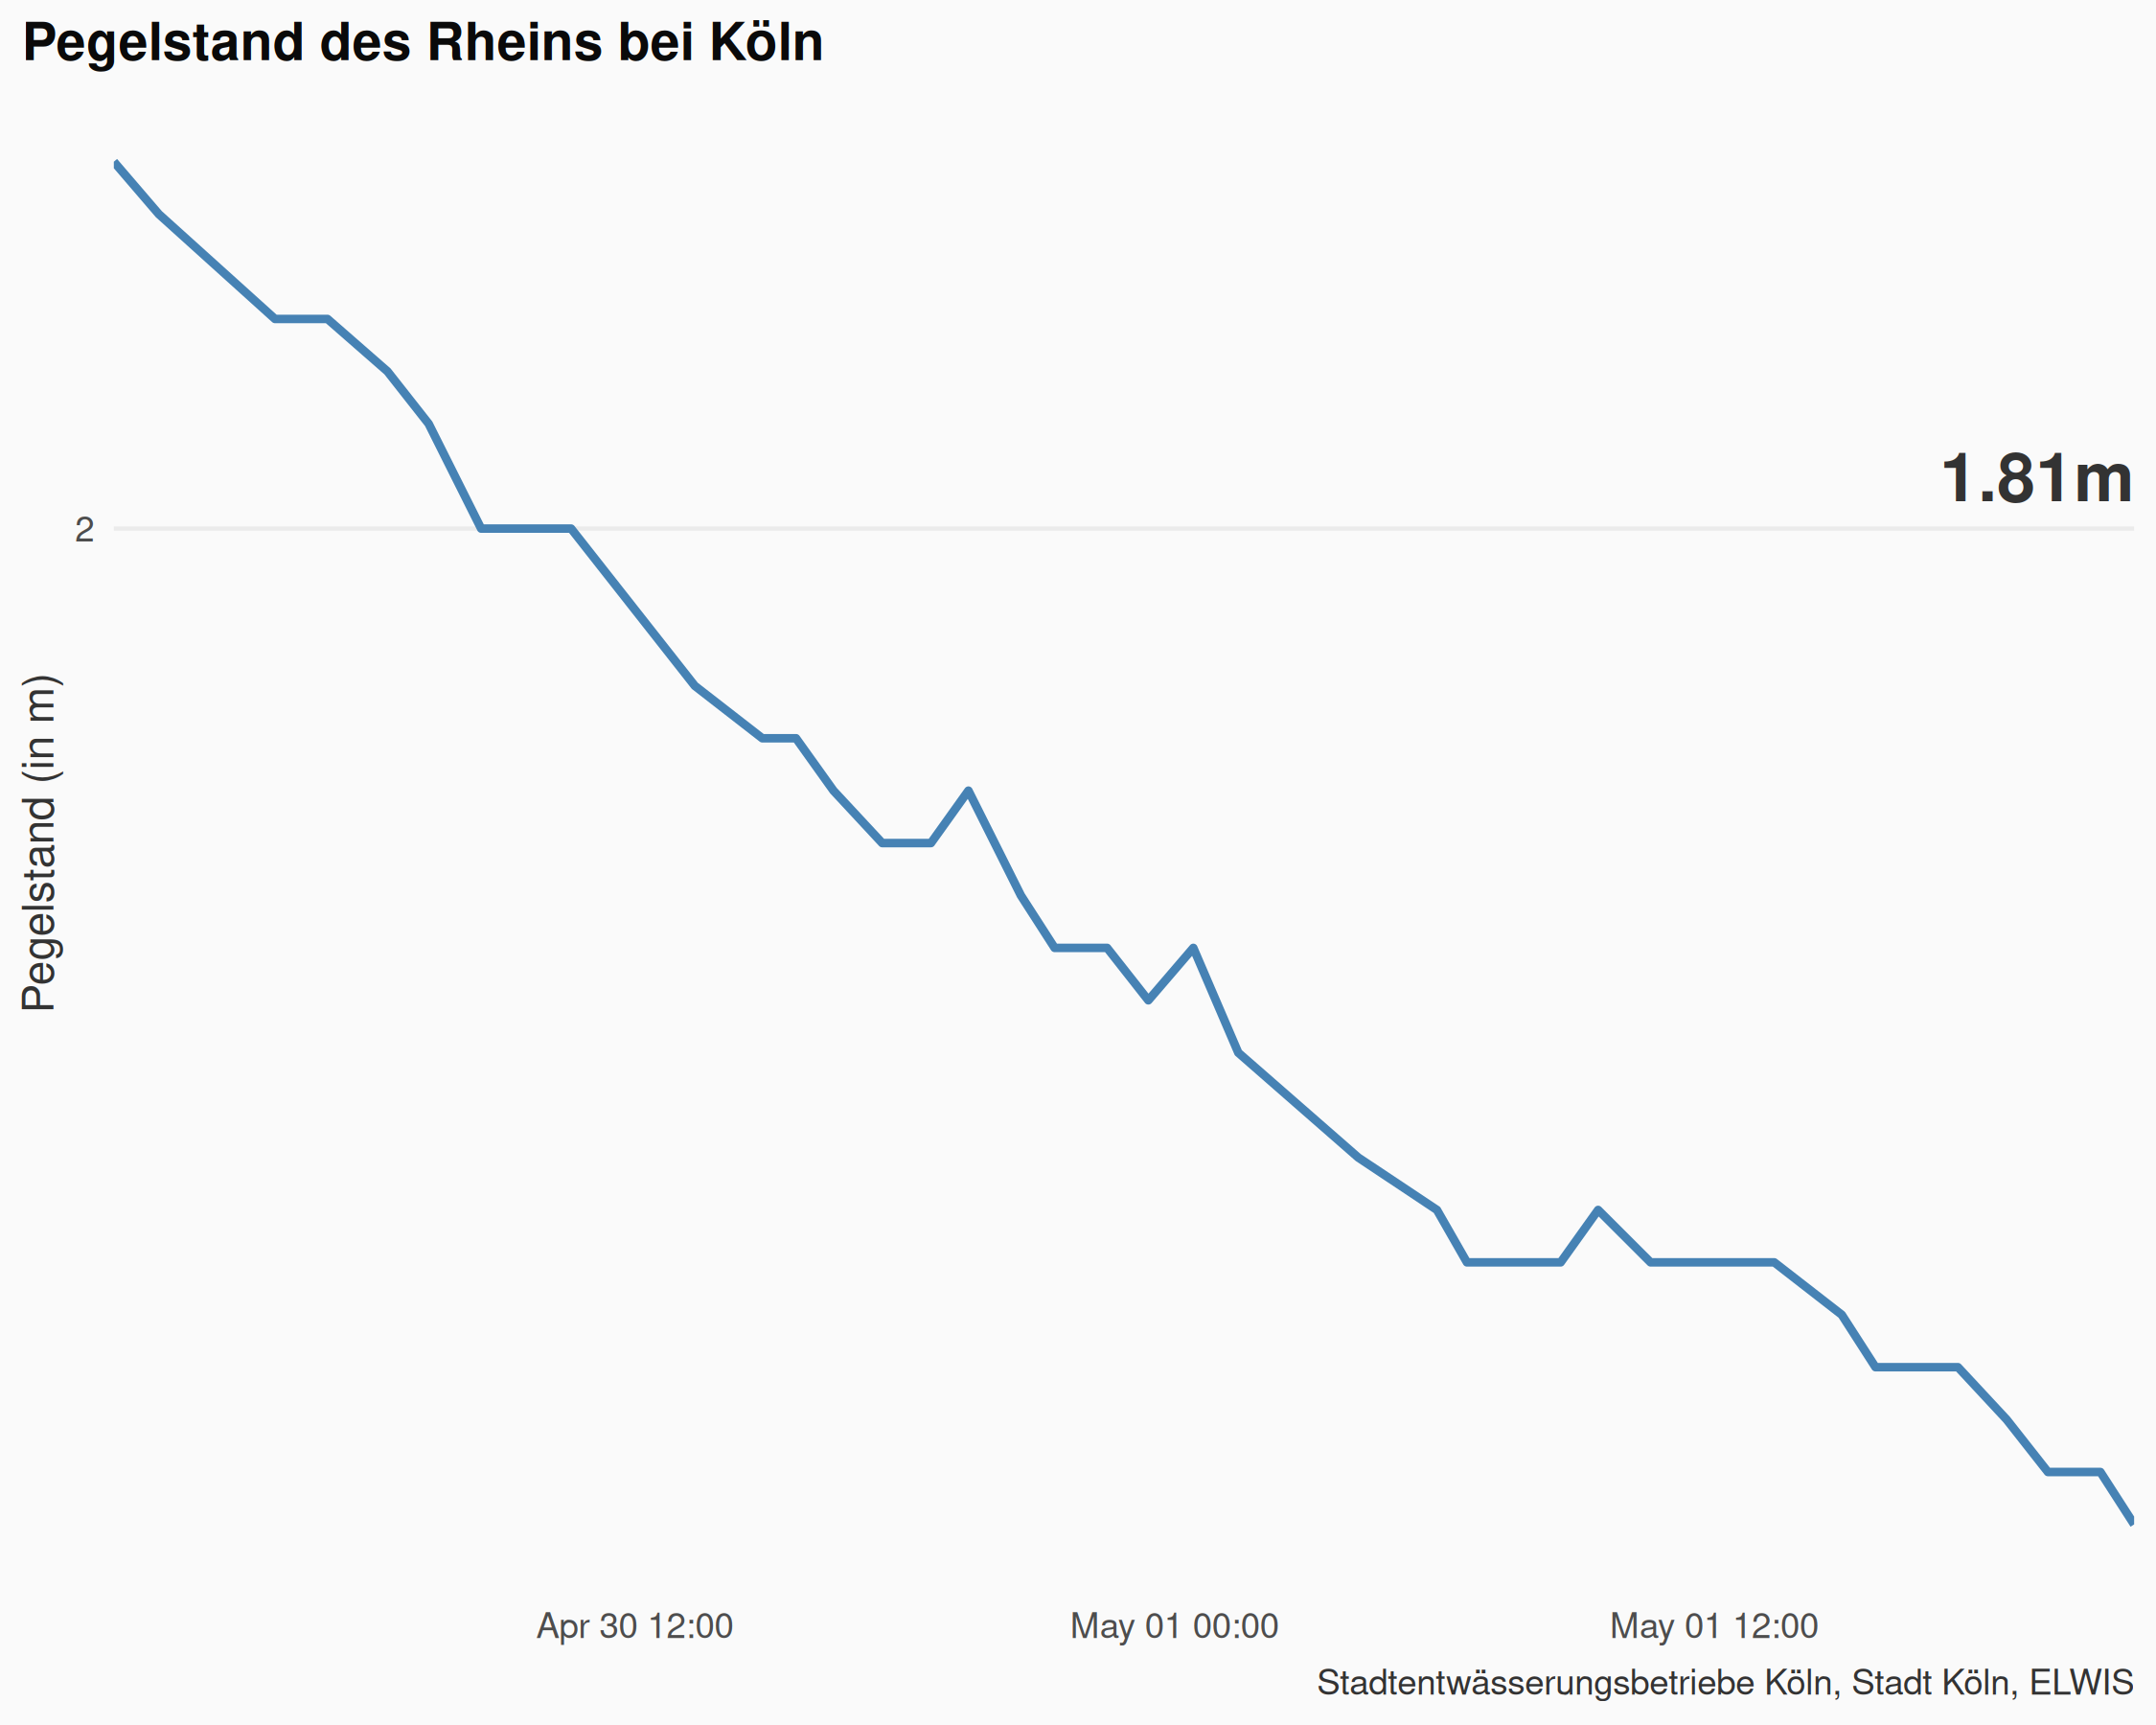 Pegelstand des Rheins bei Köln
1.81m
2
Pegelstand (in m)
Apr 30 12:00
May 01 00:00
May 01 12:00
Stadtentwässerungsbetriebe Köln, Stadt Köln, ELWIS